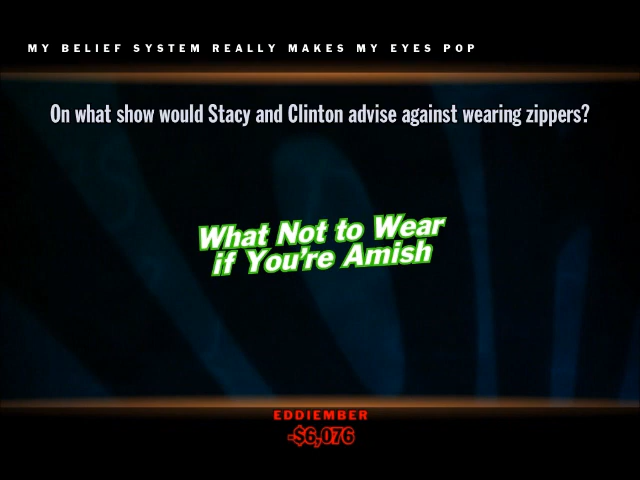 MY BELIEF SYSTEM REALLY MAKES MY EYES POP
On what show would Stacy and Clinton advise against wearing zippers?
What Not to Wear
if You're Amish
EDDIEMBER
-$6,076